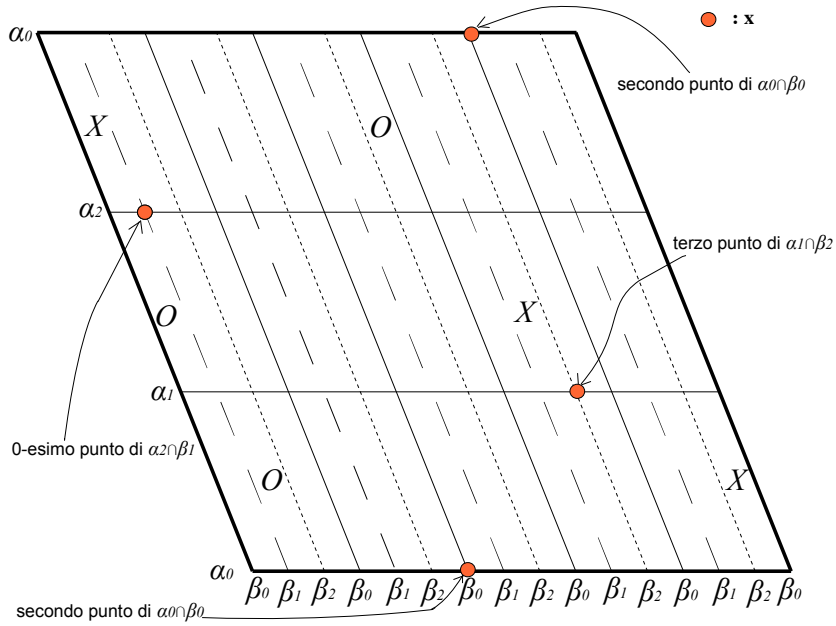 α0
: x
secondo punto di α0∩β0
X
O
α2
terzo punto di α1∩β2
O
X
α1
0-esimo punto di α2∩β1
O
X
α0
β0 β1 β2 β0 β1 β2 β0 β1 β2 β0 β1 β2 β0 β1 β2 β0
secondo punto di α0∩β0